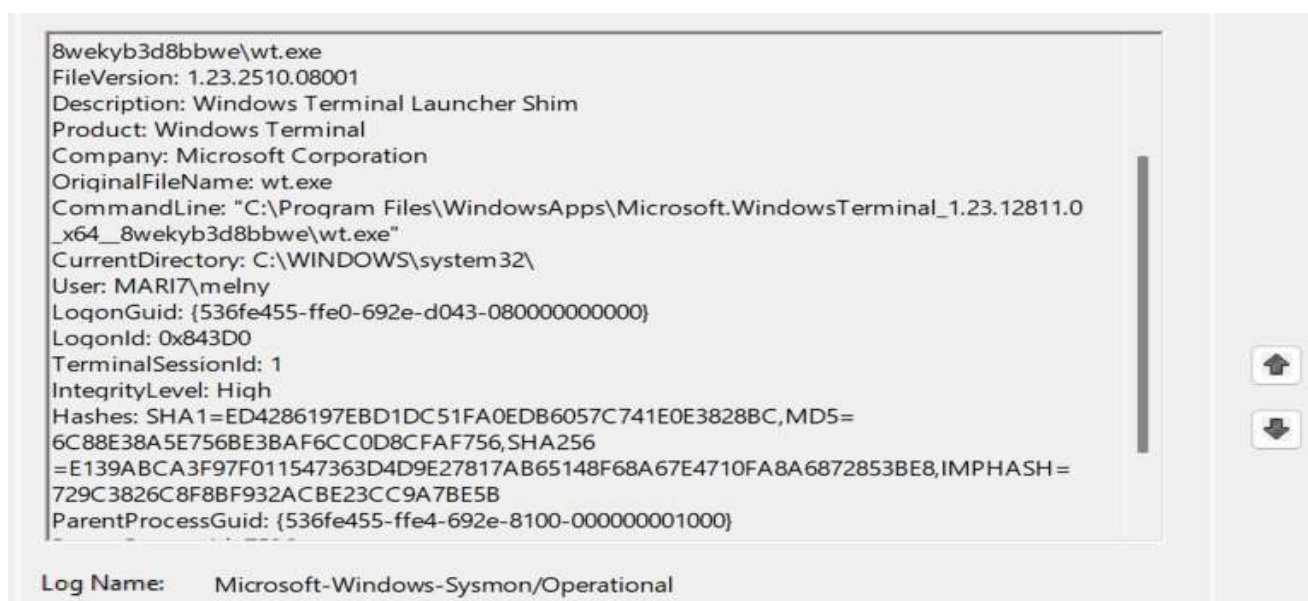 8wekyb3d8bbwe\wt.exe
FileVersion: 1.23.2510.08001
Description: Windows Terminal Launcher Shim
Product: Windows Terminal
Company: Microsoft Corporation
OriginalFileName: wt.exe
CommandLine: "C:\Program Files\WindowsApps\Microsoft.WindowsTerminal_1.23.12811.0
_x64__8wekyb3d8bbwe\wt.exe"
CurrentDirectory: C:\WINDOWS\system32\
User: MARI7\melny
LogonGuid: {536fe455-ffe0-692e-d043-080000000000}
LogonId: 0x843D0
TerminalSessionId: 1
IntegrityLevel: High
Hashes: SHA1=ED4286197EBD1DC51FA0EDB6057C741E0E3828BC,MD5=
6C88E38A5E756BE3BAF6CC0D8CFAF756,SHA256
=E139ABCA3F97F011547363D4D9E27817AB65148F68A67E4710FA8A6872853BE8,IMPHASH=
729C3826C8F8BF932ACBE23CC9A7BE5B
ParentProcessGuid: {536fe455-ffe4-692e-8100-000000001000}
Log Name: Microsoft-Windows-Sysmon/Operational